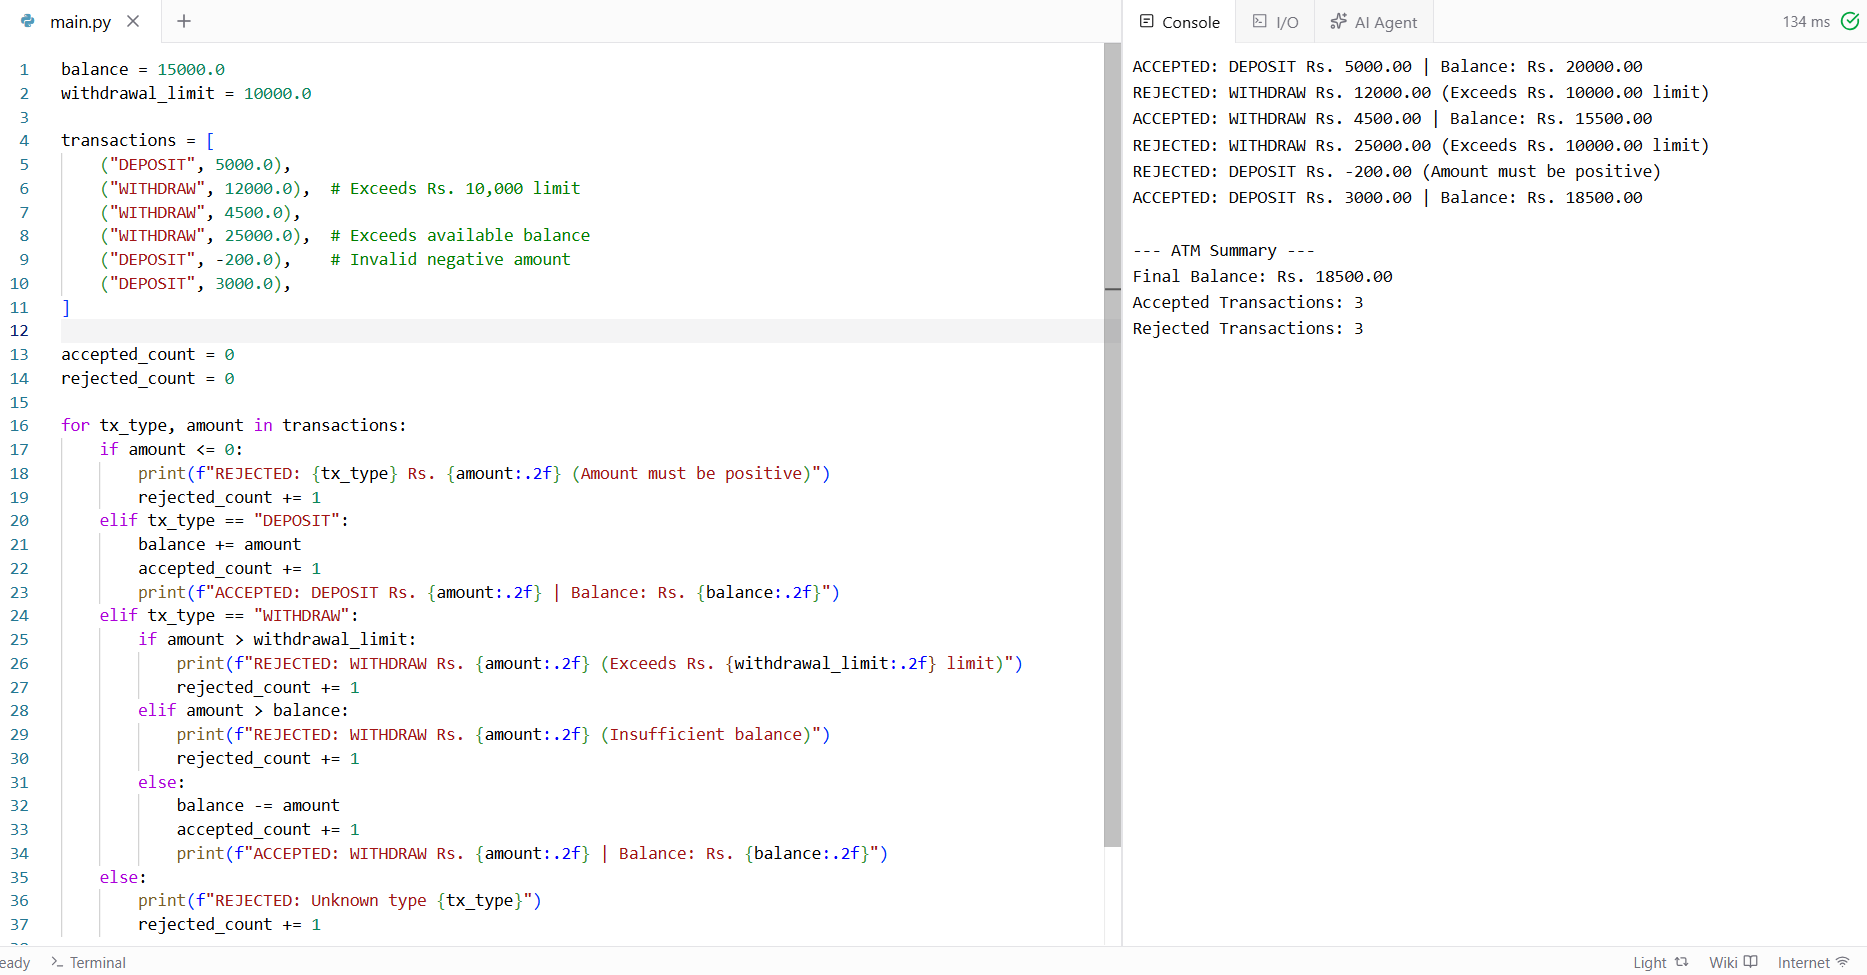 main.py
Console I/O AI Agent 134 ms
1 balance = 15000.0
2 withdrawal_limit = 10000.0
3
4 transactions = [
5     ("DEPOSIT", 5000.0),
6     ("WITHDRAW", 12000.0),  # Exceeds Rs. 10,000 limit
7     ("WITHDRAW", 4500.0),
8     ("WITHDRAW", 25000.0),  # Exceeds available balance
9     ("DEPOSIT", -200.0),    # Invalid negative amount
10     ("DEPOSIT", 3000.0),
11 ]
12
13 accepted_count = 0
14 rejected_count = 0
15
16 for tx_type, amount in transactions:
17     if amount <= 0:
18         print(f"REJECTED: {tx_type} Rs. {amount:.2f} (Amount must be positive)")
19         rejected_count += 1
20     elif tx_type == "DEPOSIT":
21         balance += amount
22         accepted_count += 1
23         print(f"ACCEPTED: DEPOSIT Rs. {amount:.2f} | Balance: Rs. {balance:.2f}")
24     elif tx_type == "WITHDRAW":
25         if amount > withdrawal_limit:
26             print(f"REJECTED: WITHDRAW Rs. {amount:.2f} (Exceeds Rs. {withdrawal_limit:.2f} limit)")
27             rejected_count += 1
28         elif amount > balance:
29             print(f"REJECTED: WITHDRAW Rs. {amount:.2f} (Insufficient balance)")
30             rejected_count += 1
31         else:
32             balance -= amount
33             accepted_count += 1
34             print(f"ACCEPTED: WITHDRAW Rs. {amount:.2f} | Balance: Rs. {balance:.2f}")
35     else:
36         print(f"REJECTED: Unknown type {tx_type}")
37         rejected_count += 1
ACCEPTED: DEPOSIT Rs. 5000.00 | Balance: Rs. 20000.00
REJECTED: WITHDRAW Rs. 12000.00 (Exceeds Rs. 10000.00 limit)
ACCEPTED: WITHDRAW Rs. 4500.00 | Balance: Rs. 15500.00
REJECTED: WITHDRAW Rs. 25000.00 (Exceeds Rs. 10000.00 limit)
REJECTED: DEPOSIT Rs. -200.00 (Amount must be positive)
ACCEPTED: DEPOSIT Rs. 3000.00 | Balance: Rs. 18500.00
--- ATM Summary ---
Final Balance: Rs. 18500.00
Accepted Transactions: 3
Rejected Transactions: 3
eady Terminal Light Wiki Internet